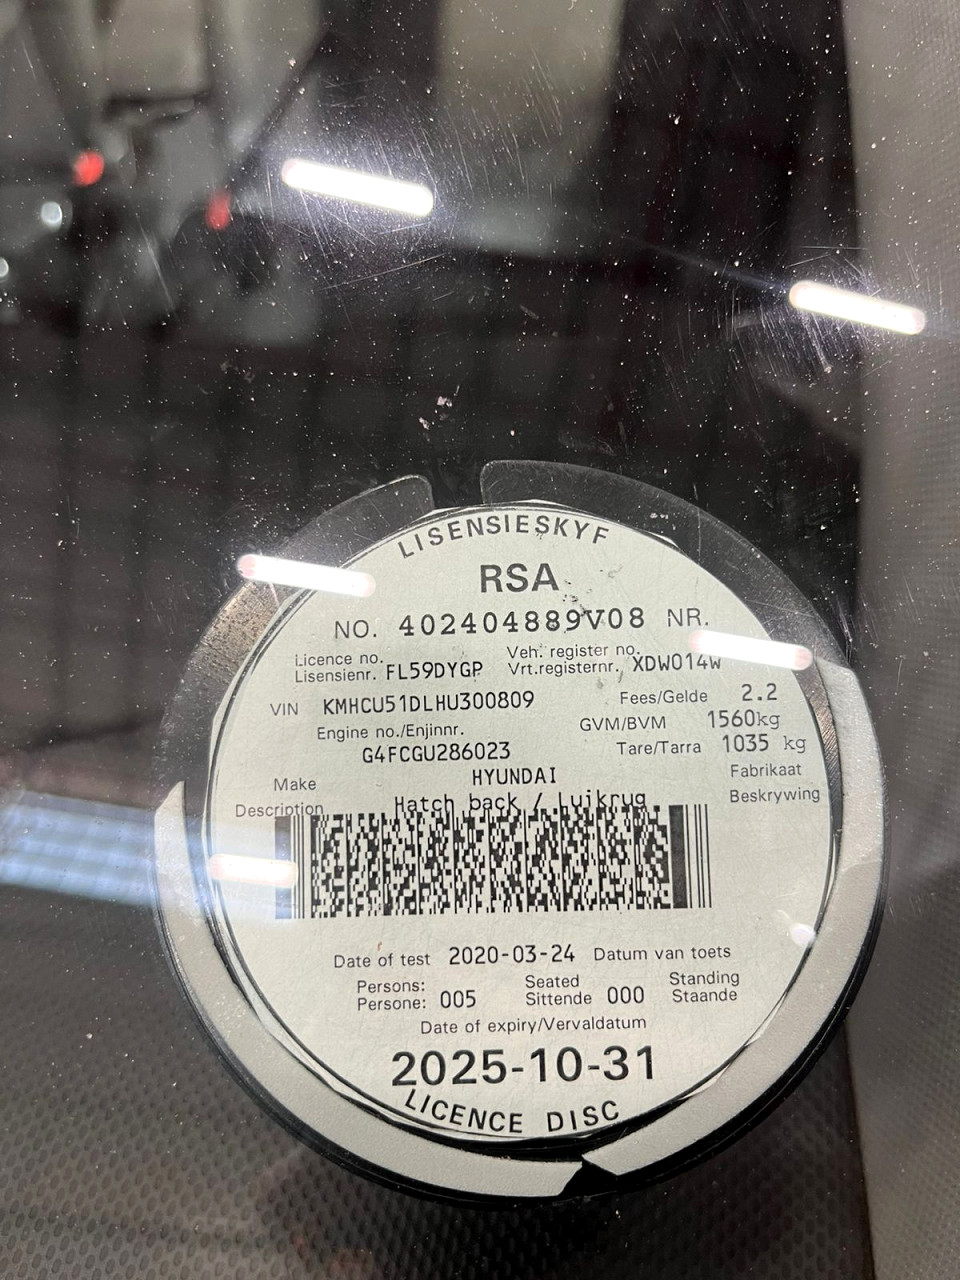 LISENSIESKYF
RSA
NO. 402404889V08 NR.
Licence no. Veh. register no.
Lisensienr. FL59DYGP Vrt.registernr. XDW014W
VIN KMHCU51DLHU300809 Fees/Gelde 2.2
Engine no./Enjinnr. GVM/BVM 1560kg
G4FCGU286023 Tare/Tarra 1035 kg
Make HYUNDAI Fabrikaat
Description Hatch back / Luikrug Beskrywing
Date of test 2020-03-24 Datum van toets
Persons: Seated Standing
Persone: 005 Sittende 000 Staande
Date of expiry/Vervaldatum
2025-10-31
LICENCE DISC